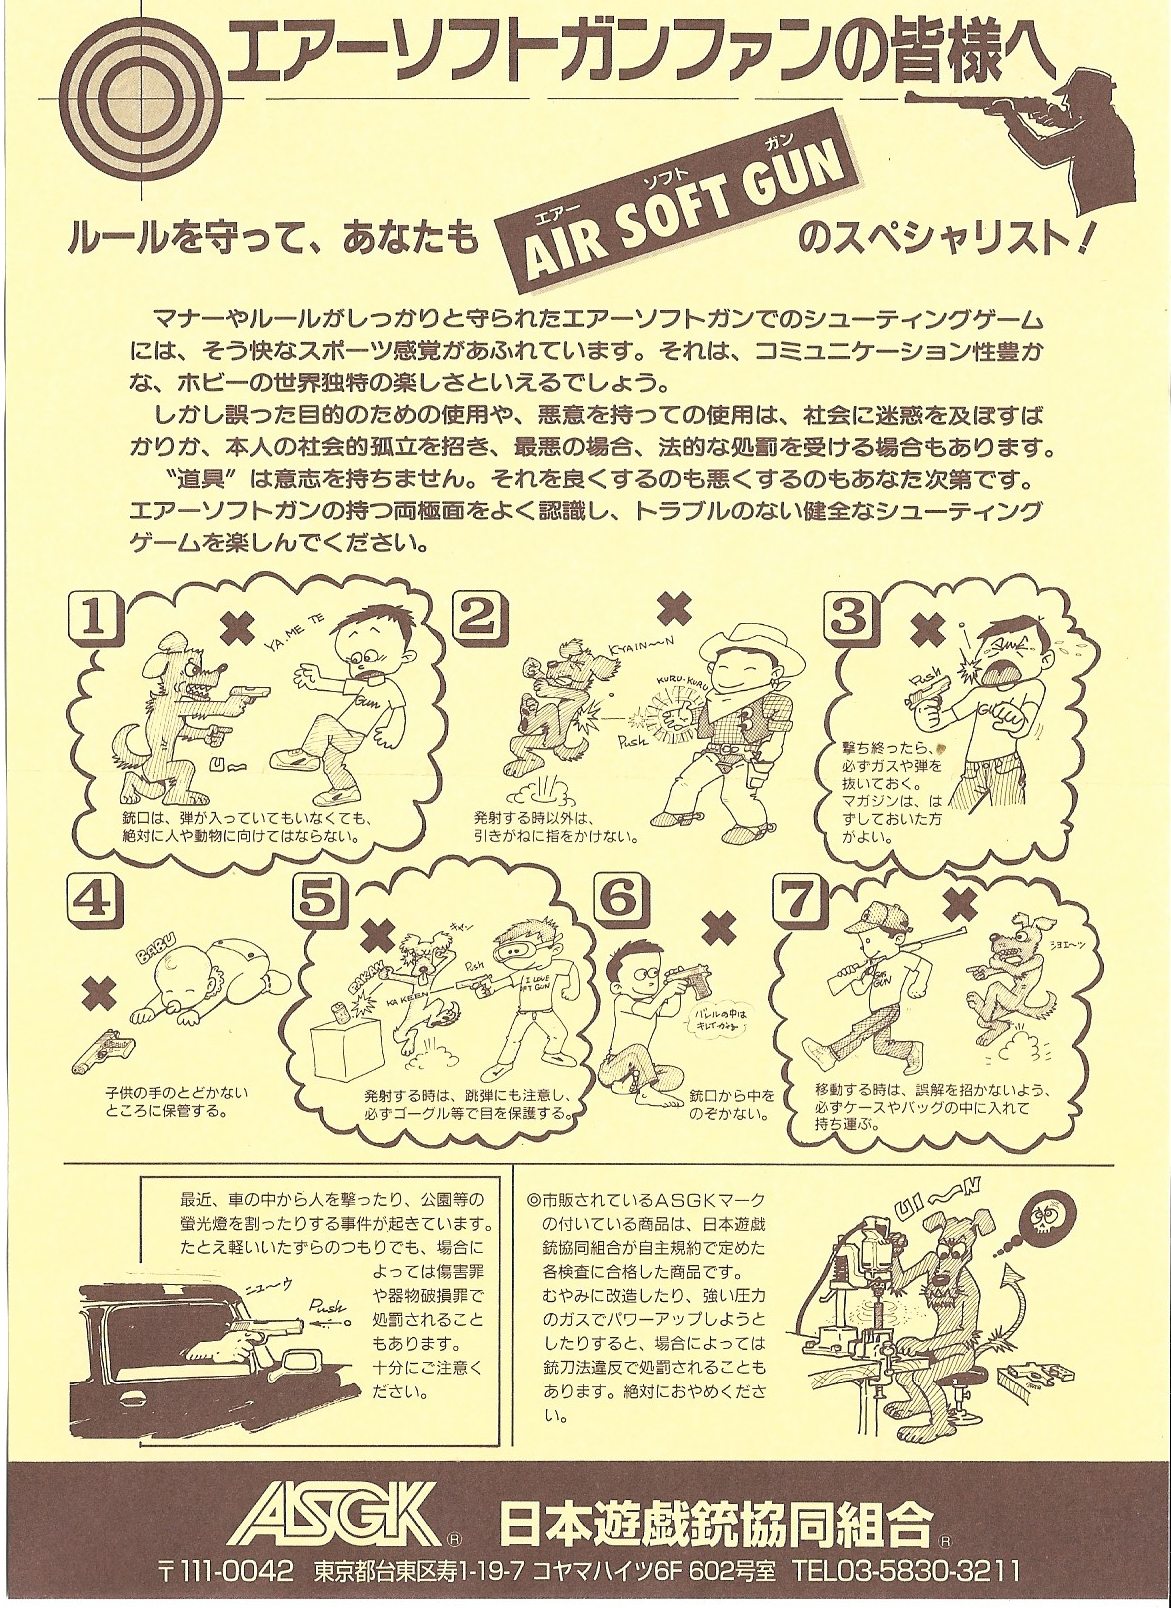 エアーソフトガンファンの皆様へ
ルールを守って、あなたも
エアー ソフト ガン
AIR SOFT GUN
のスペシャリスト!
マナーやルールがしっかりと守られたエアーソフトガンでのシューティングゲーム
には、そう快なスポーツ感覚があふれています。それは、コミュニケーション性豊か
な、ホビーの世界独特の楽しさといえるでしょう。
しかし誤った目的のための使用や、悪意を持っての使用は、社会に迷惑を及ぼすば
かりか、本人の社会的孤立を招き、最悪の場合、法的な処罰を受ける場合もあります。
〝道具〟は意志を持ちません。それを良くするのも悪くするのもあなた次第です。
エアーソフトガンの持つ両極面をよく認識し、トラブルのない健全なシューティング
ゲームを楽しんでください。
1
YA.ME TE
Gun
ウ〜
銃口は、弾が入っていてもいなくても、
絶対に人や動物に向けてはならない。
2
KYAIN〜N
KURU-KURU
Push
3
発射する時以外は、
引きがねに指をかけない。
3
Push
GU
撃ち終ったら、
必ずガスや弾を
抜いておく。
マガジンは、は
ずしておいた方
がよい。
4
BABU
子供の手のとどかない
ところに保管する。
5
キャン
Push
BAKAN
KAKEEN
I LOVE
FT GUN
発射する時は、跳弾にも注意し、
必ずゴーグル等で目を保護する。
6
バレルの中は
キレイかな
銃口から中を
のぞかない。
7
GUN
ショエ〜ツ
移動する時は、誤解を招かないよう、
必ずケースやバッグの中に入れて
持ち運ぶ。
最近、車の中から人を撃ったり、公園等の
螢光燈を割ったりする事件が起きています。
たとえ軽いいたずらのつもりでも、場合に
よっては傷害罪
や器物破損罪で
処罰されること
もあります。
十分にご注意く
ださい。
ニュ〜ウ
Push
◎市販されているASGKマーク
の付いている商品は、日本遊戯
銃協同組合が自主規約で定めた
各検査に合格した商品です。
むやみに改造したり、強い圧力
のガスでパワーアップしようと
したりすると、場合によっては
銃刀法違反で処罰されることも
あります。絶対におやめくださ
い。
UI〜N
ASGK® 日本遊戯銃協同組合®
〒111-0042 東京都台東区寿1-19-7 コヤマハイツ6F 602号室 TEL03-5830-3211